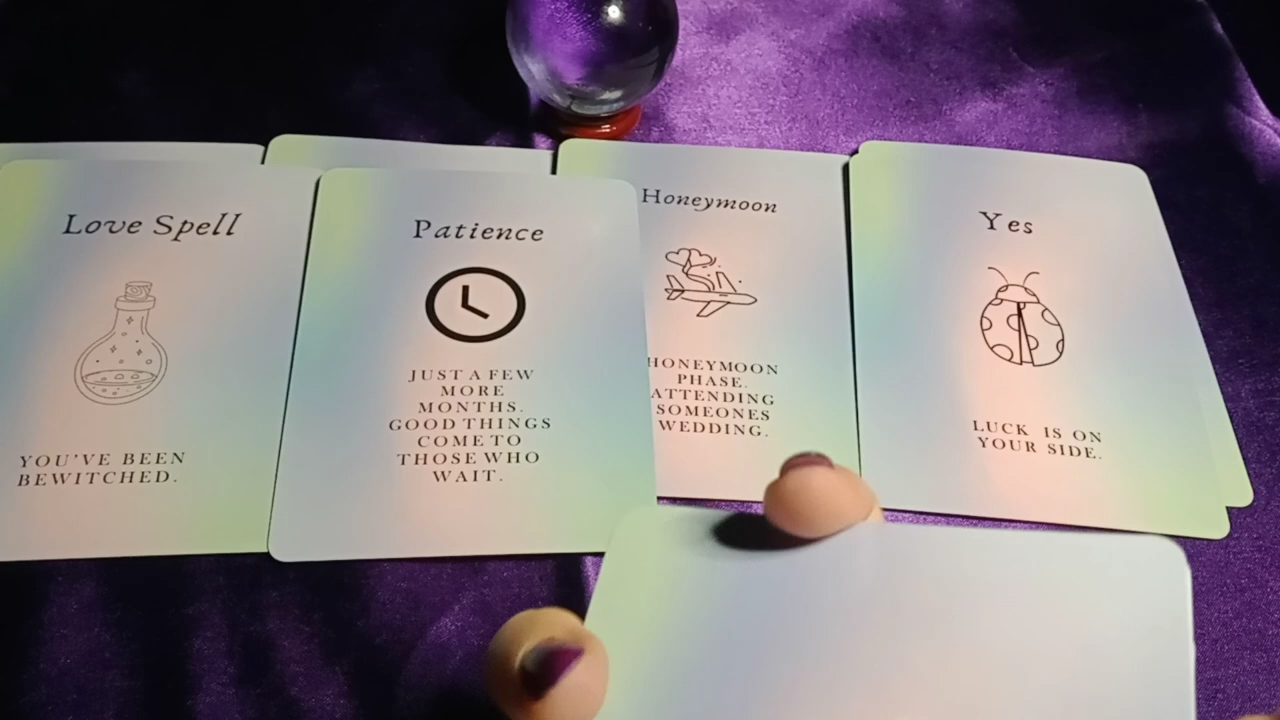 Love Spell
YOU'VE BEEN
BEWITCHED.
Patience
JUST A FEW
MORE
MONTHS.
GOOD THINGS
COME TO
THOSE WHO
WAIT.
Honeymoon
HONEYMOON
PHASE.
ATTENDING
SOMEONES
WEDDING.
Yes
LUCK IS ON
YOUR SIDE.